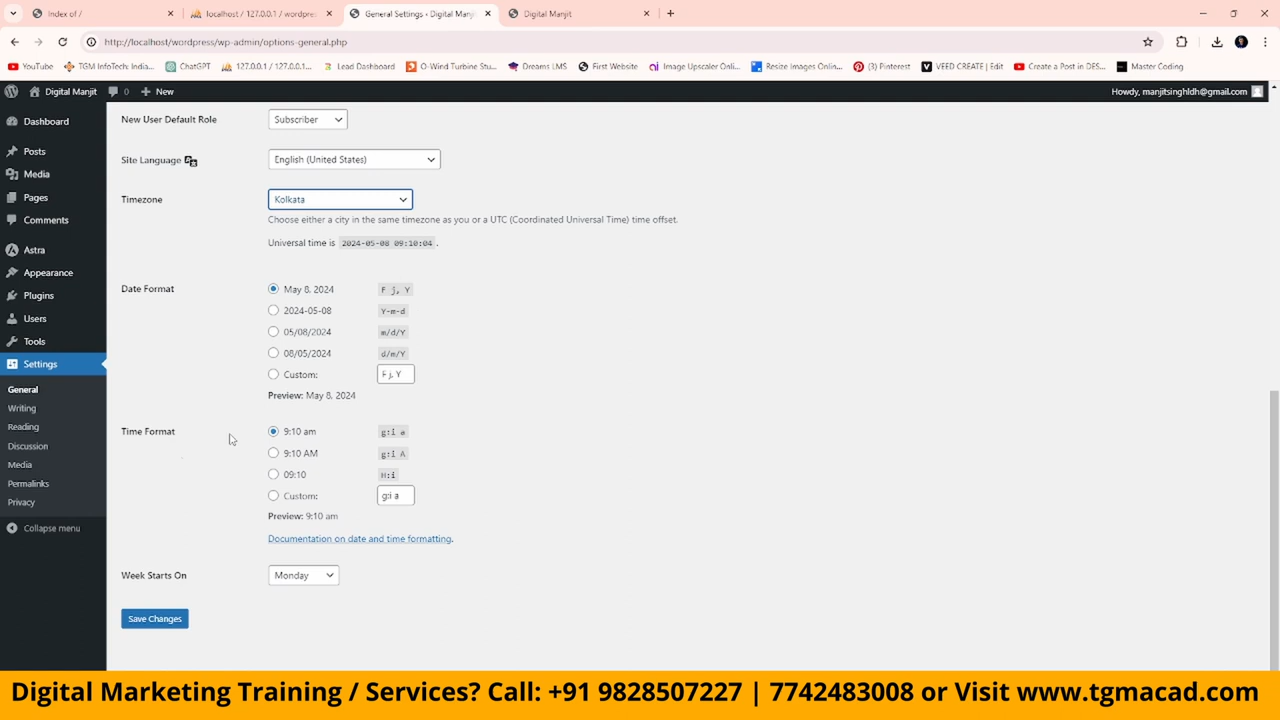 Index of /
localhost / 127.0.0.1 / wordpre
General Settings ‹ Digital Manji
Digital Manjit
http://localhost/wordpress/wp-admin/options-general.php
YouTube
TGM InfoTech: India...
ChatGPT
127.0.0.1 / 127.0.0.1...
Lead Dashboard
O-Wind Turbine Stu...
Dreams LMS
First Website
Image Upscaler Onl...
Resize Images Onlin...
(3) Pinterest
VEED CREATE | Edit
Create a Post in DES...
Master Coding
Digital Manjit
0
New
Howdy, manjitsinghldh@gmail.com
Dashboard
Posts
Media
Pages
Comments
Astra
Appearance
Plugins
Users
Tools
Settings
General
Writing
Reading
Discussion
Media
Permalinks
Privacy
Collapse menu
New User Default Role
Subscriber
Site Language
English (United States)
Timezone
Kolkata
Choose either a city in the same timezone as you or a UTC (Coordinated Universal Time) time offset.
Universal time is 2024-05-08 09:10:04 .
Date Format
May 8, 2024 F j, Y
2024-05-08 Y-m-d
05/08/2024 m/d/Y
08/05/2024 d/m/Y
Custom: F j, Y
Preview: May 8, 2024
Time Format
9:10 am g:i a
9:10 AM g:i A
09:10 H:i
Custom: g:i a
Preview: 9:10 am
Documentation on date and time formatting.
Week Starts On
Monday
Save Changes
Digital Marketing Training / Services? Call: +91 9828507227 | 7742483008 or Visit www.tgmacad.com